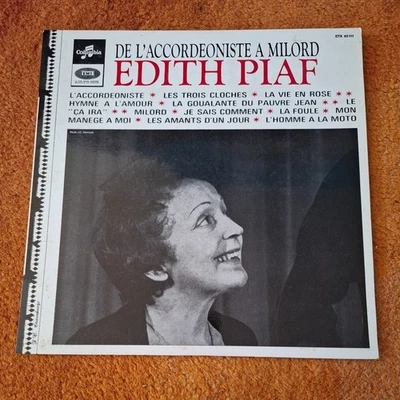 Columbia
EMI
DE L'ACCORDEONISTE A MILORD
EDITH PIAF
L'ACCORDEONISTE * LES TROIS CLOCHES * LA VIE EN ROSE **
HYMNE A L'AMOUR * LA GOUALANTE DU PAUVRE JEAN ** LE
"ÇA IRA" ** MILORD * JE SAIS COMMENT * LA FOULE * MON
MANEGE A MOI * LES AMANTS D'UN JOUR * L'HOMME A LA MOTO